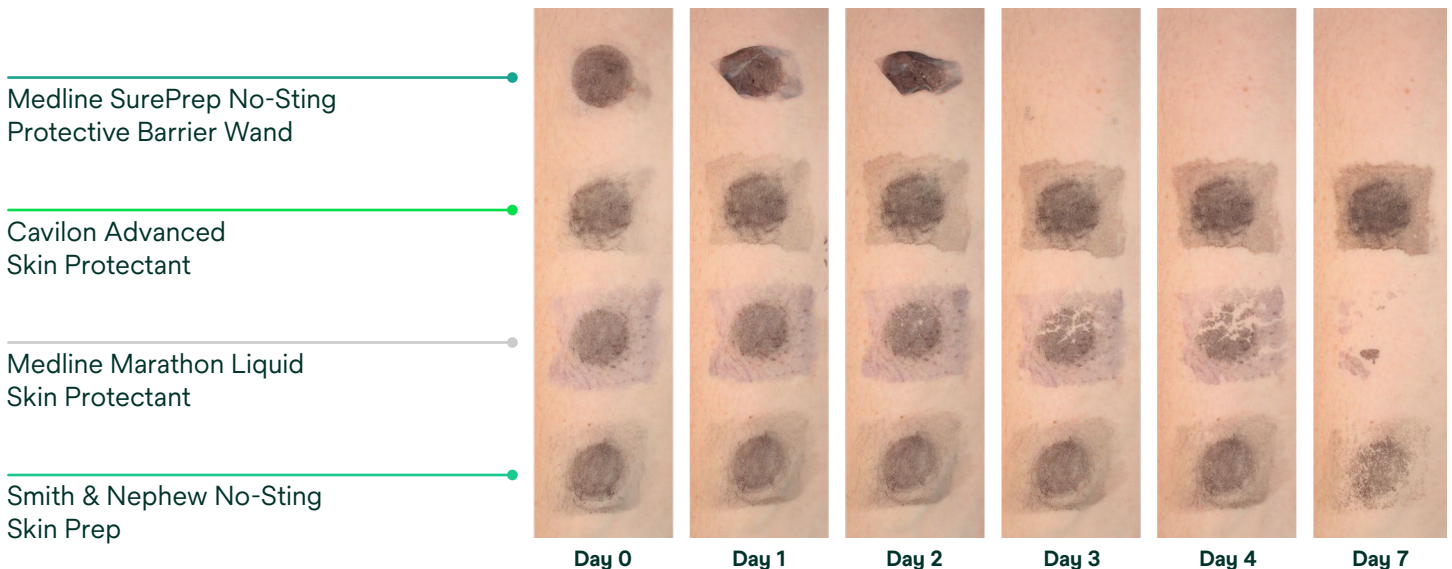 Medline SurePrep No-Sting
Protective Barrier Wand
Cavilon Advanced
Skin Protectant
Medline Marathon Liquid
Skin Protectant
Smith & Nephew No-Sting
Skin Prep
Day 0
Day 1
Day 2
Day 3
Day 4
Day 7